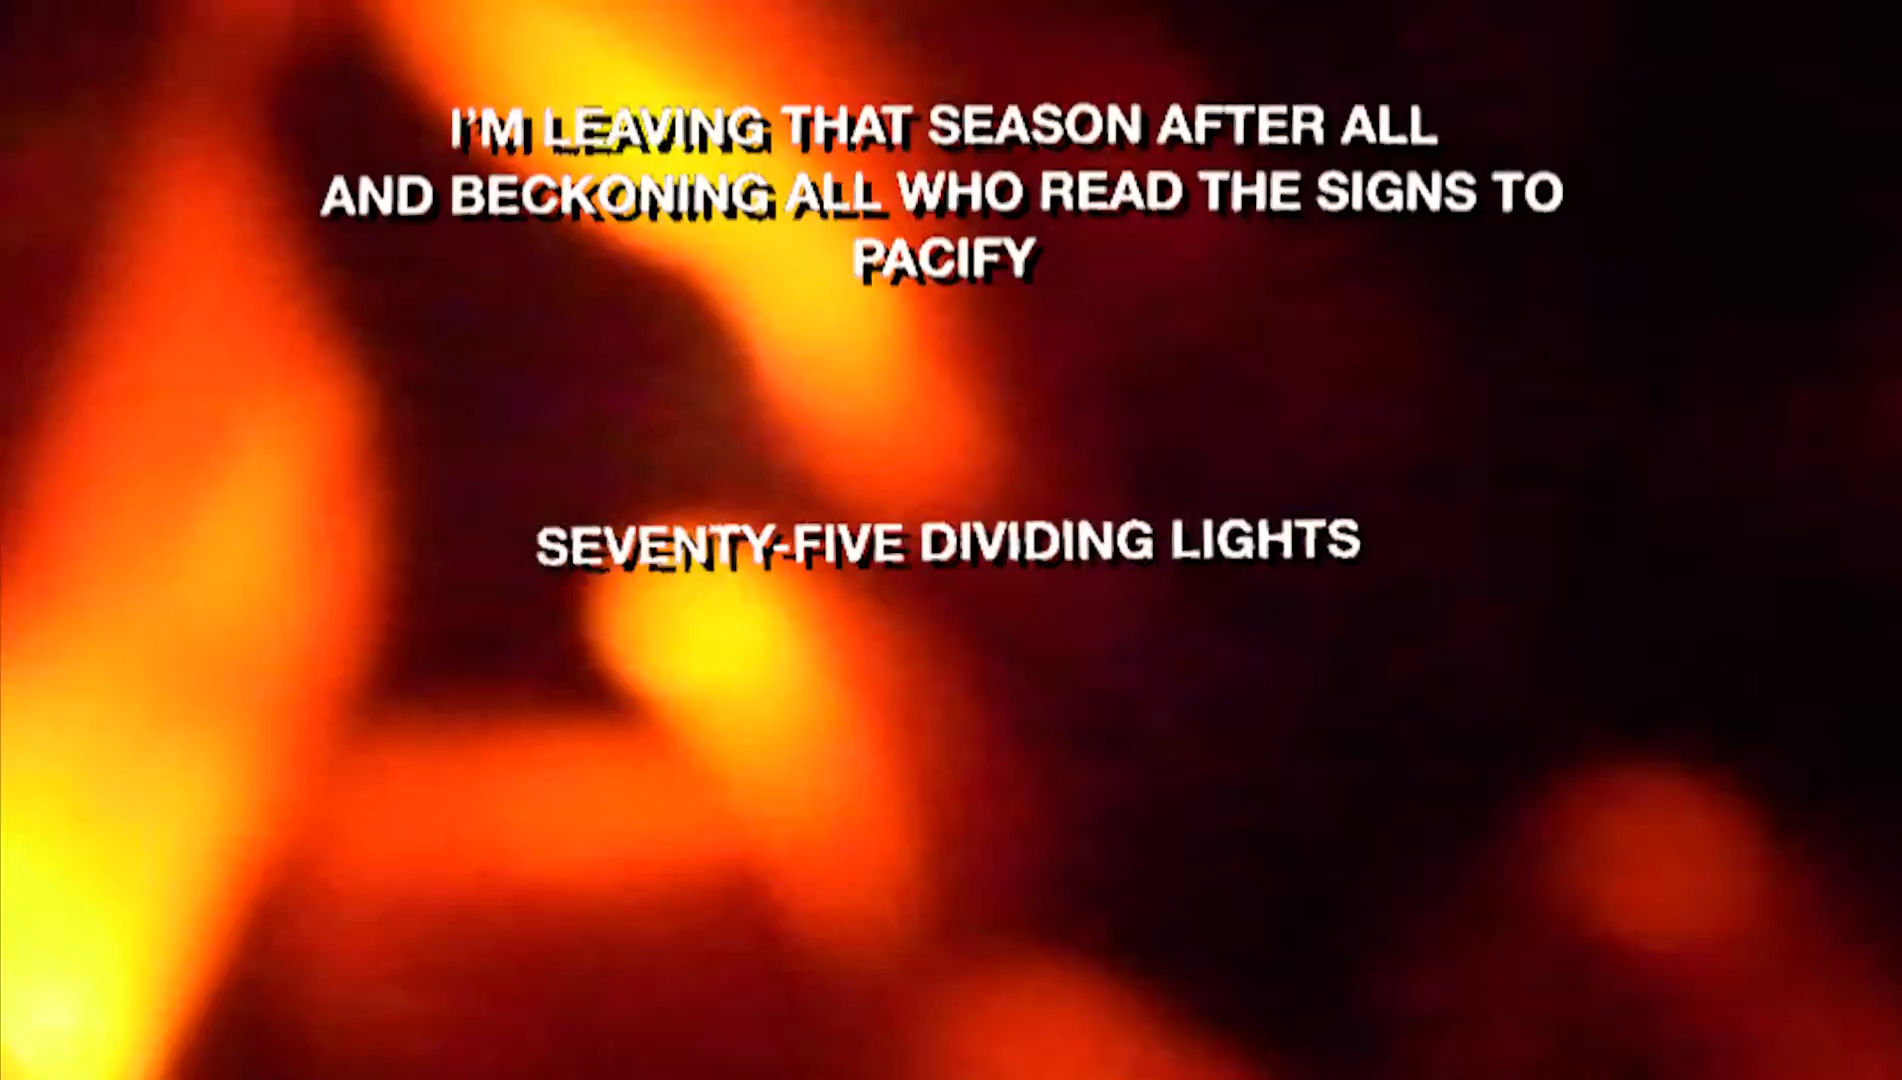 I'M LEAVING THAT SEASON AFTER ALL
AND BECKONING ALL WHO READ THE SIGNS TO
PACIFY
SEVENTY-FIVE DIVIDING LIGHTS